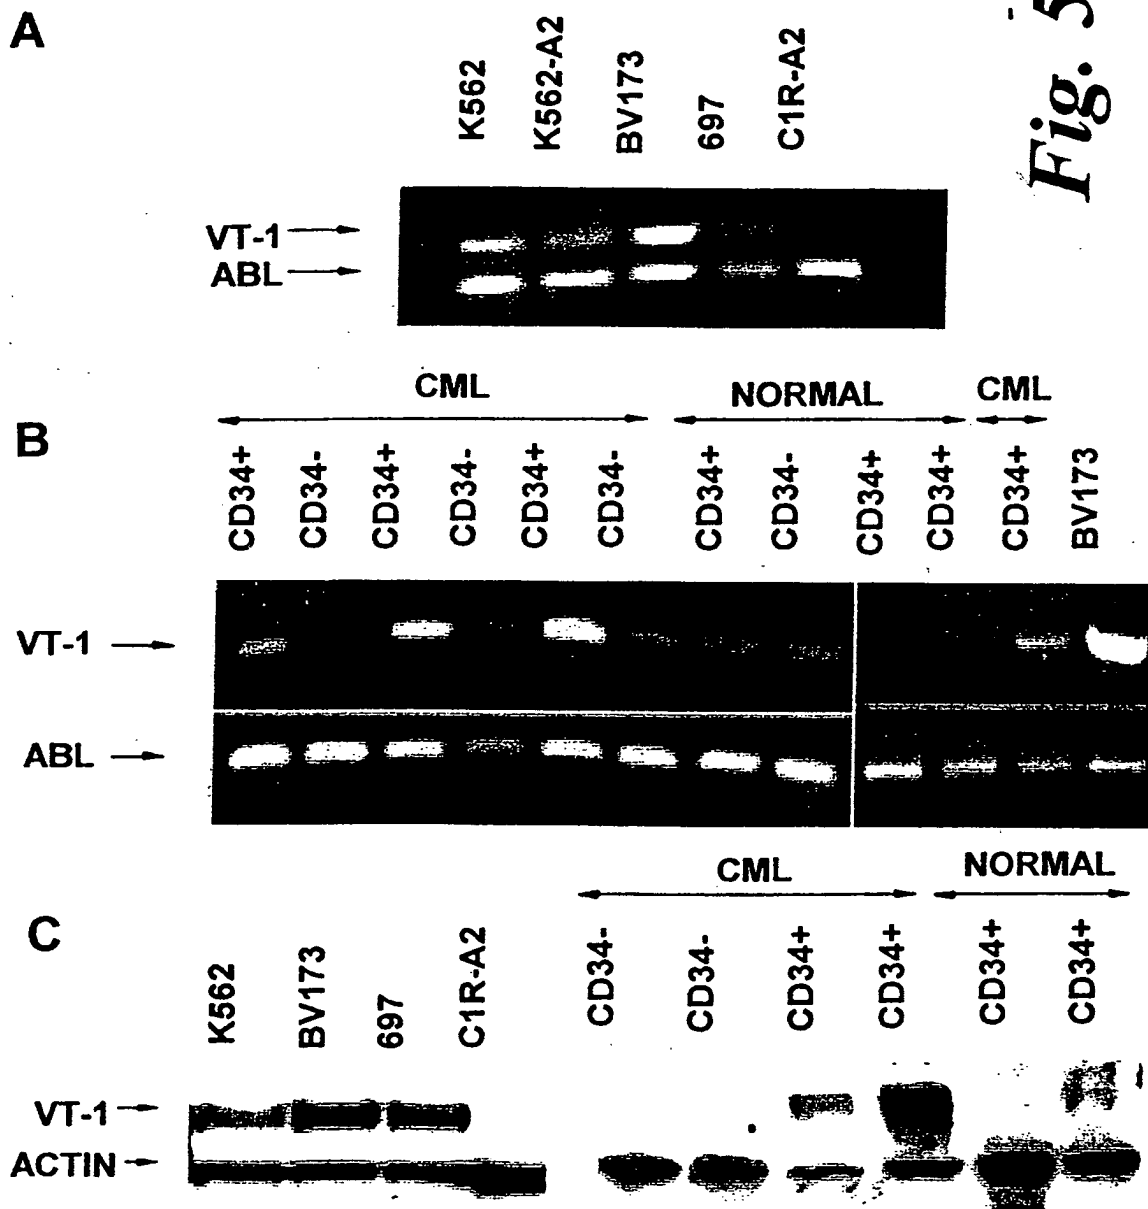 A
K562
K562-A2
BV173
697
C1R-A2
Fig. 5
VT-1
ABL
CML
NORMAL
CML
B
CD34+
CD34-
CD34+
CD34-
CD34+
CD34-
CD34+
CD34-
CD34+
CD34+
CD34+
BV173
VT-1
ABL
CML
NORMAL
C
K562
BV173
697
C1R-A2
CD34-
CD34-
CD34+
CD34+
CD34+
CD34+
VT-1
ACTIN